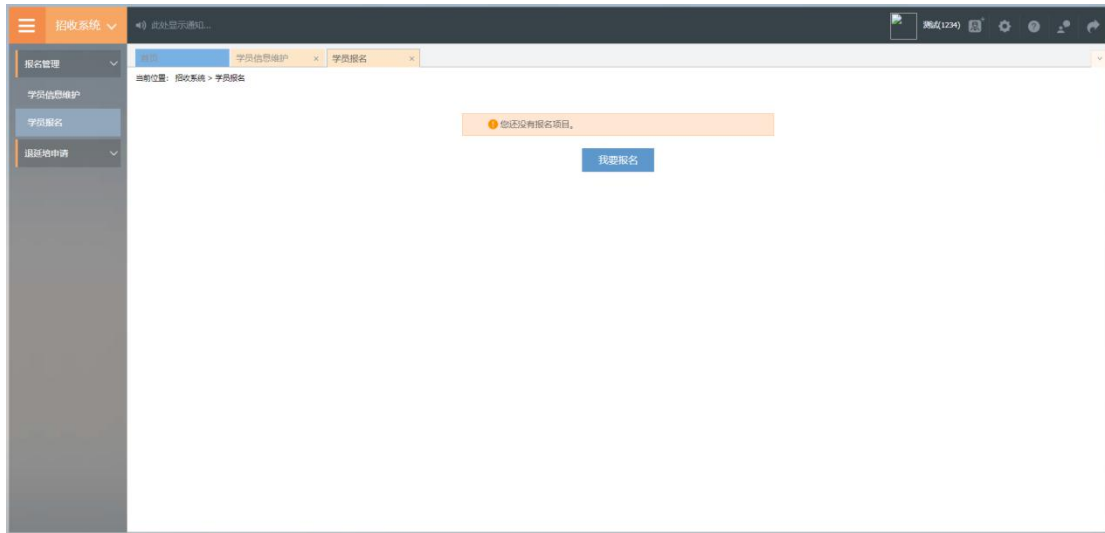 招收系统
此处显示通知...
测试(1234)
报名管理
学员信息维护
学员报名
退延培申请
首页
学员信息维护 ×
学员报名 ×
当前位置: 招收系统 > 学员报名
您还没有报名项目。
我要报名